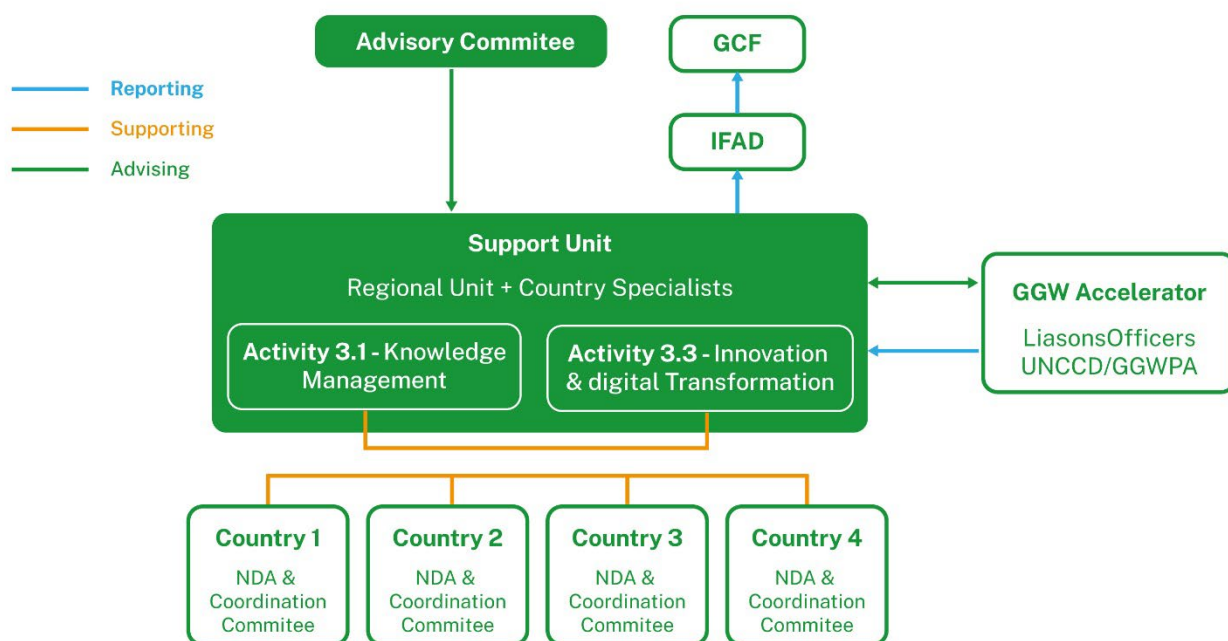 Advisory Commitee
GCF
Reporting
Supporting
Advising
IFAD
Support Unit
Regional Unit + Country Specialists
Activity 3.1 - Knowledge
Management
Activity 3.3 - Innovation
& digital Transformation
GGW Accelerator
LiasonsOfficers
UNCCD/GGWPA
Country 1
NDA &
Coordination
Commitee
Country 2
NDA &
Coordination
Commitee
Country 3
NDA &
Coordination
Commitee
Country 4
NDA &
Coordination
Commitee